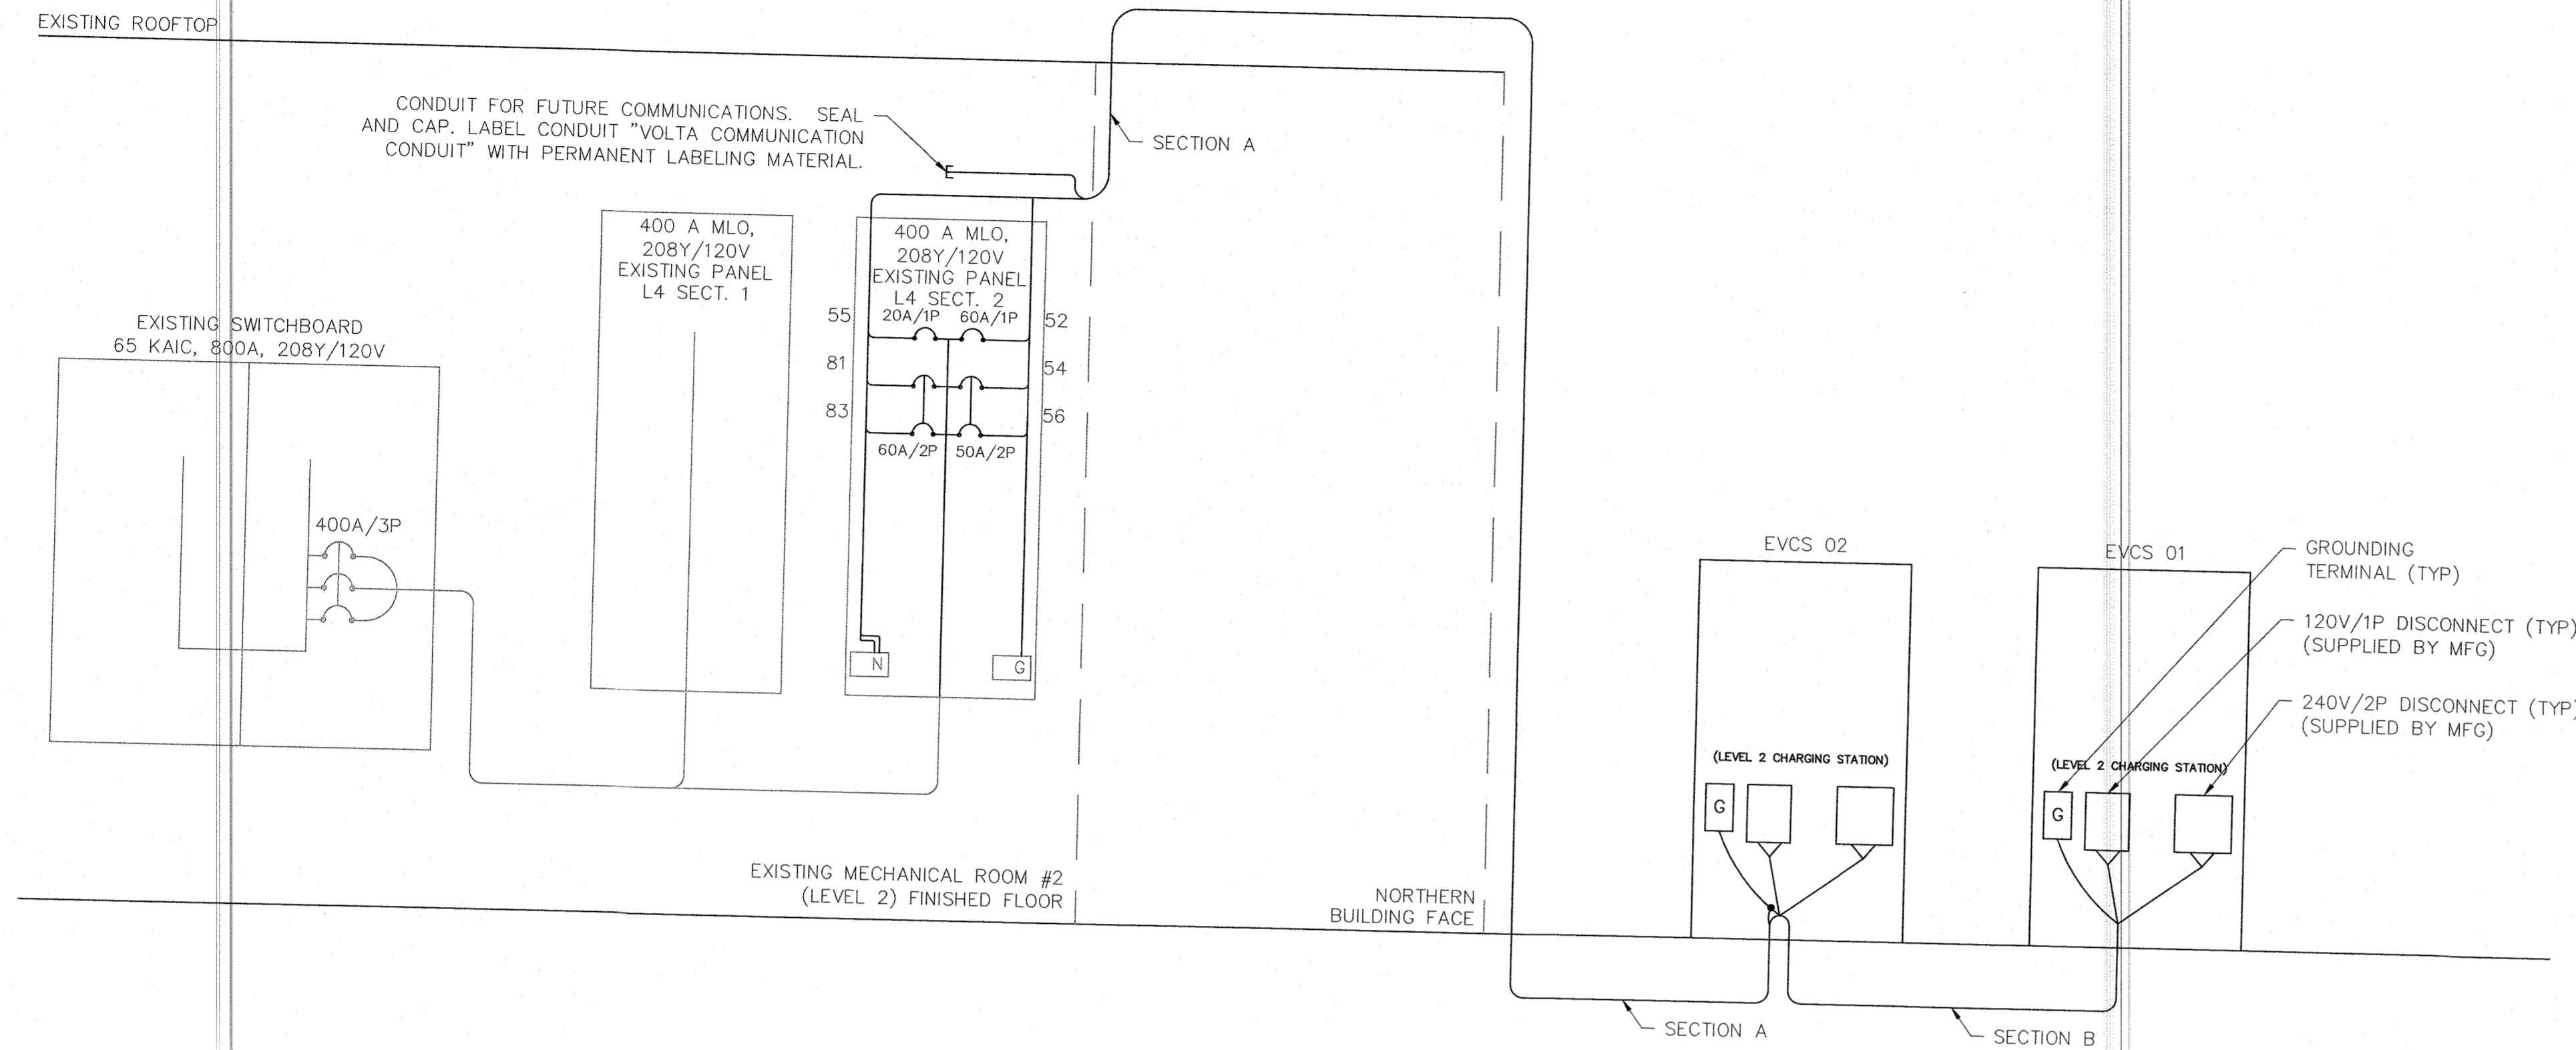 EXISTING ROOFTOP
CONDUIT FOR FUTURE COMMUNICATIONS. SEAL
AND CAP. LABEL CONDUIT "VOLTA COMMUNICATION
CONDUIT" WITH PERMANENT LABELING MATERIAL.
SECTION A
400 A MLO,
208Y/120V
EXISTING PANEL
L4 SECT. 1
400 A MLO,
208Y/120V
EXISTING PANEL
L4 SECT. 2
55 20A/1P 60A/1P 52
81 54
83 56
60A/2P 50A/2P
N G
EXISTING SWITCHBOARD
65 KAIC, 800A, 208Y/120V
400A/3P
EXISTING MECHANICAL ROOM #2
(LEVEL 2) FINISHED FLOOR
NORTHERN
BUILDING FACE
EVCS 02
(LEVEL 2 CHARGING STATION)
G
EVCS 01
(LEVEL 2 CHARGING STATION)
G
GROUNDING
TERMINAL (TYP)
120V/1P DISCONNECT (TYP)
(SUPPLIED BY MFG)
240V/2P DISCONNECT (TYP)
(SUPPLIED BY MFG)
SECTION A
SECTION B